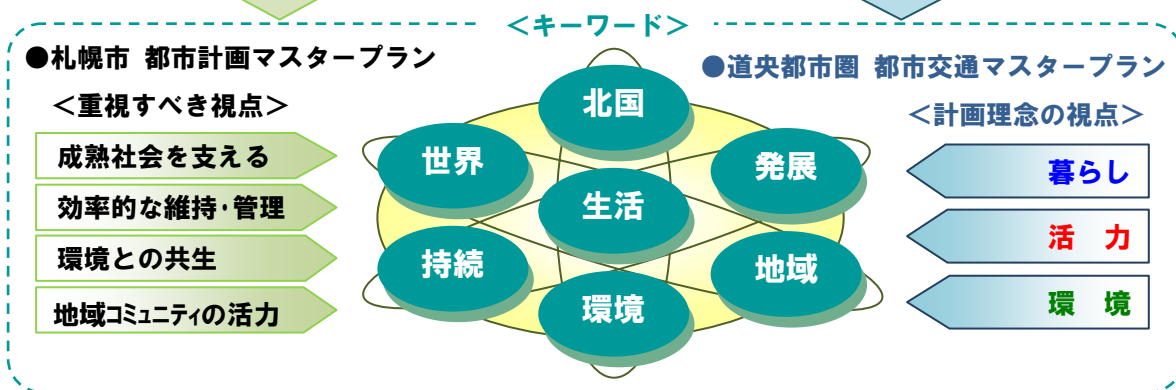 ＜キーワード＞
●札幌市 都市計画マスタープラン
＜重視すべき視点＞
成熟社会を支える
効率的な維持・管理
環境との共生
地域コミュニティの活力
北国
世界
発展
生活
持続
地域
環境
●道央都市圏 都市交通マスタープラン
＜計画理念の視点＞
暮らし
活　力
環　境